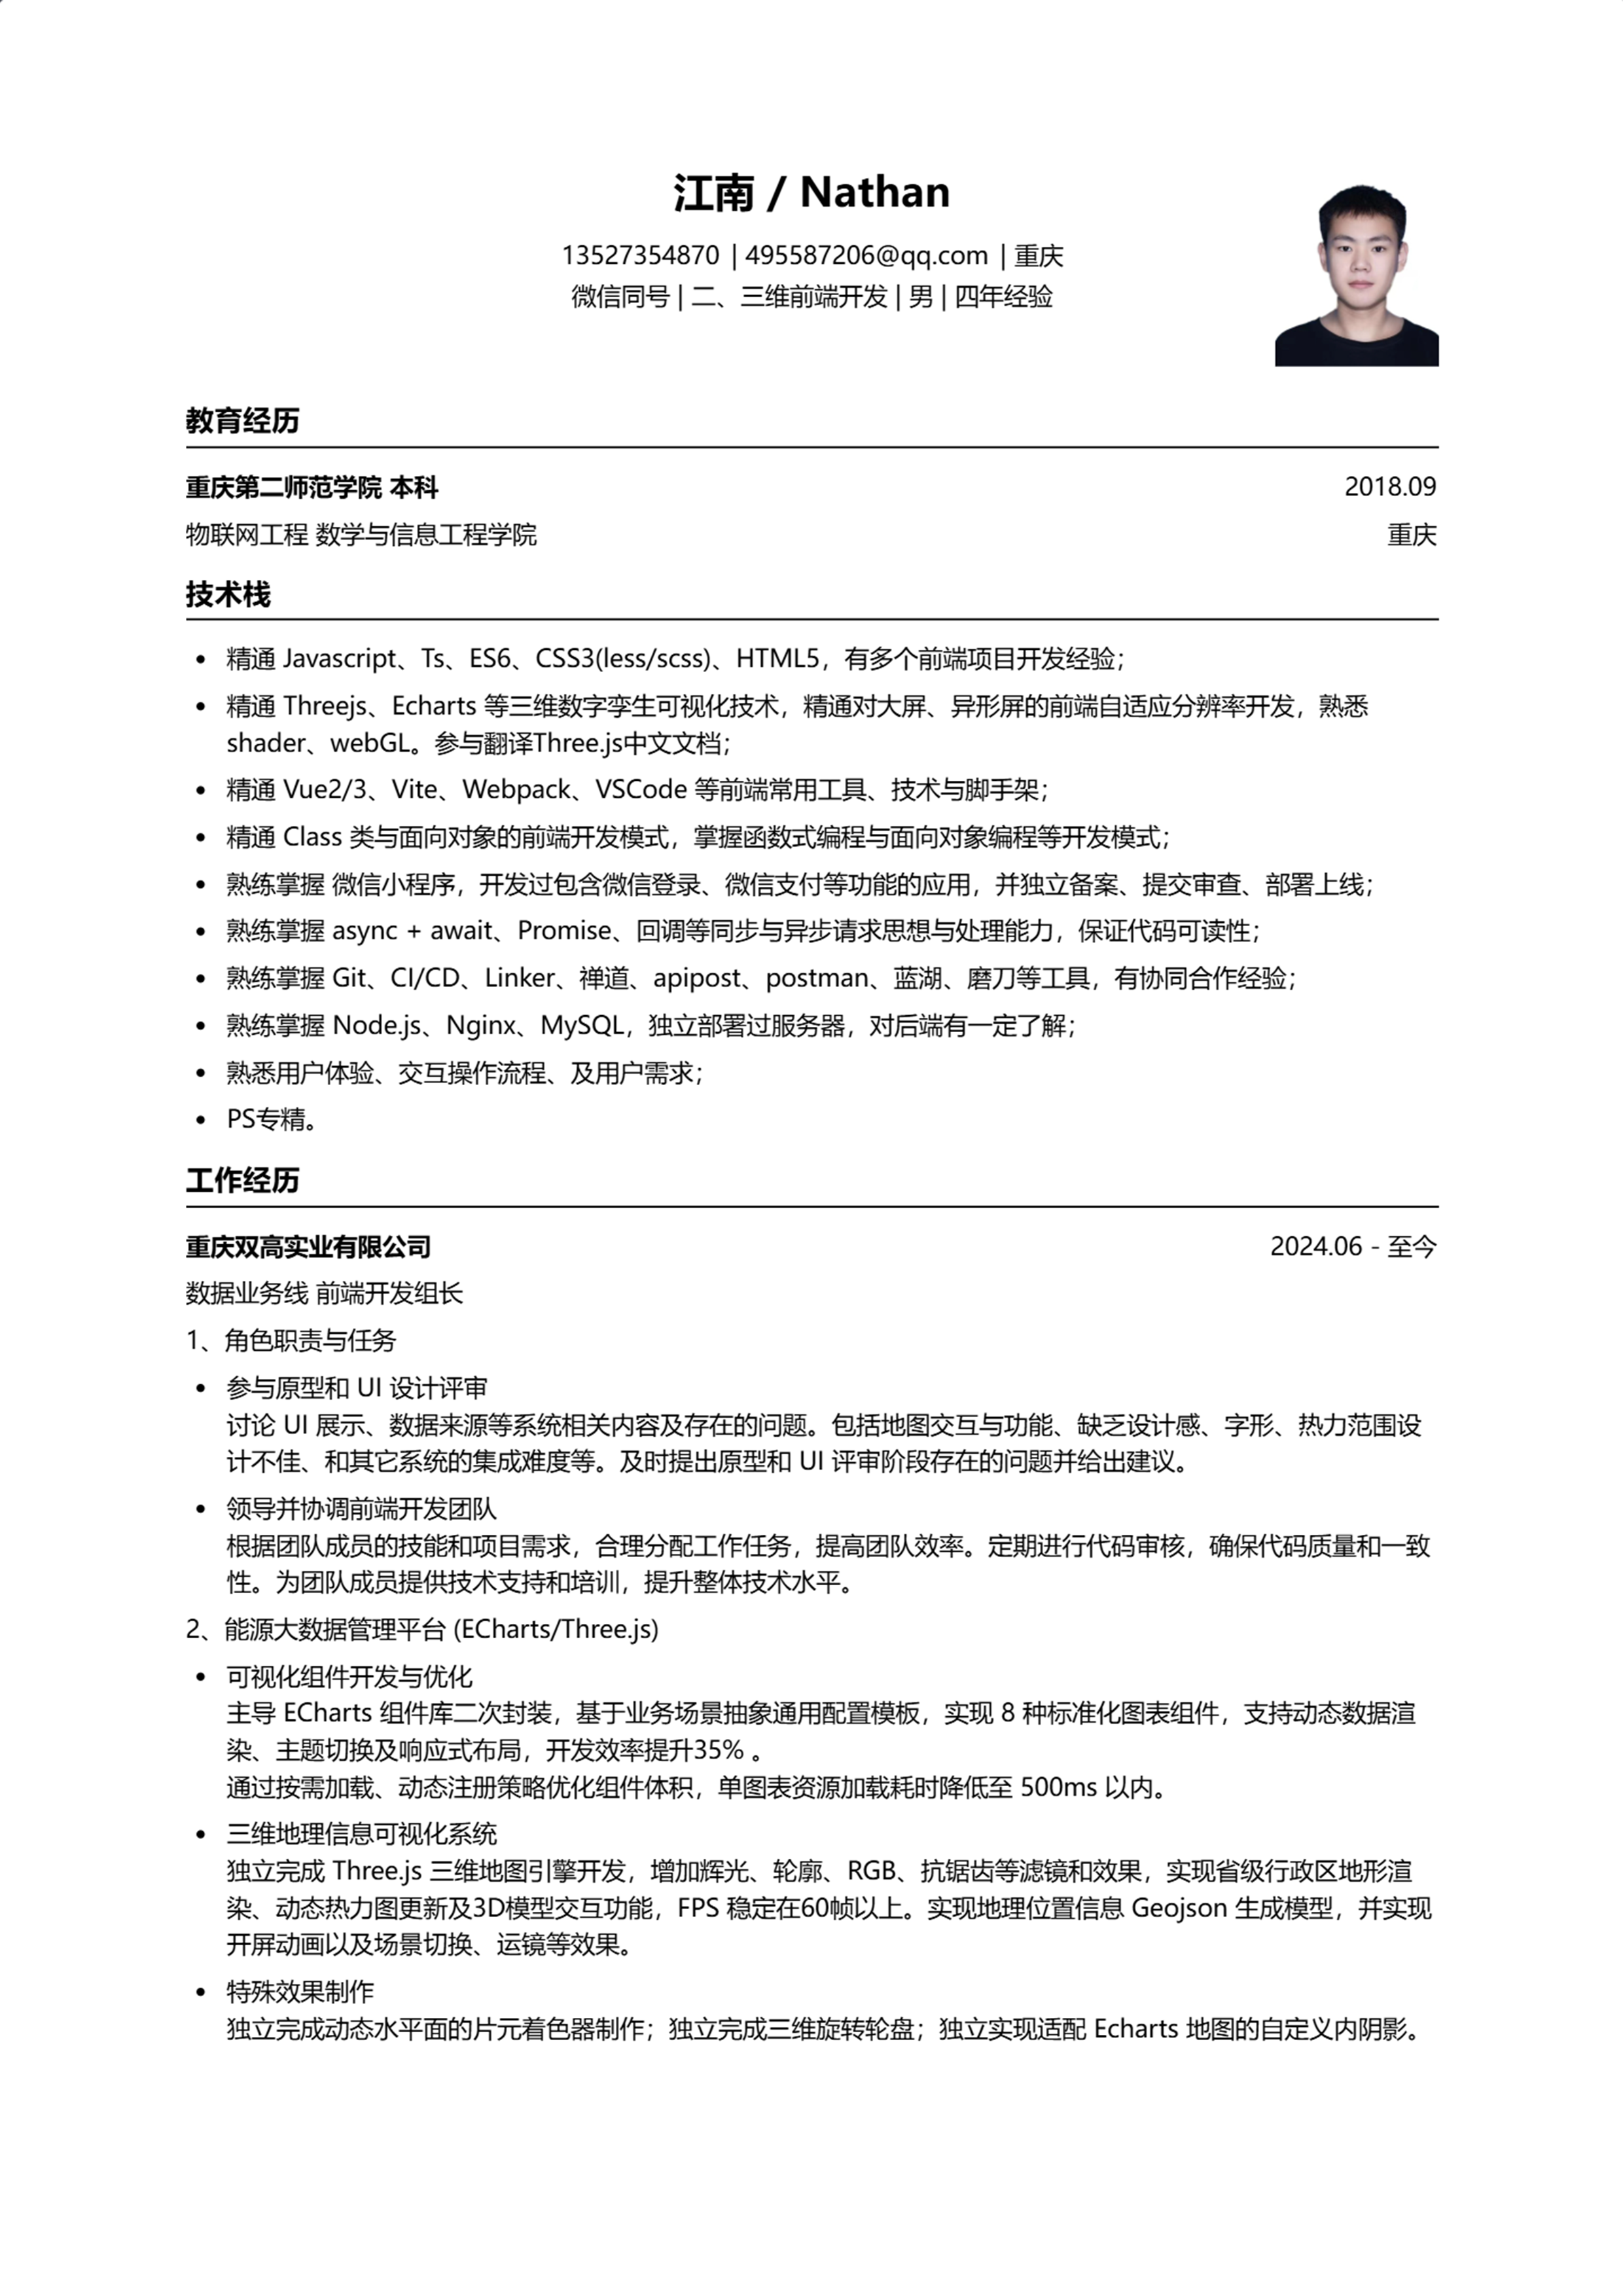 江南 / Nathan
13527354870 | 495587206@qq.com | 重庆
微信同号 | 二、三维前端开发 | 男 | 四年经验
教育经历
重庆第二师范学院 本科 2018.09
物联网工程 数学与信息工程学院 重庆
技术栈
• 精通 Javascript、Ts、ES6、CSS3(less/scss)、HTML5，有多个前端项目开发经验；
• 精通 Threejs、Echarts 等三维数字孪生可视化技术，精通对大屏、异形屏的前端自适应分辨率开发，熟悉
shader、webGL。参与翻译Three.js中文文档；
• 精通 Vue2/3、Vite、Webpack、VSCode 等前端常用工具、技术与脚手架；
• 精通 Class 类与面向对象的前端开发模式，掌握函数式编程与面向对象编程等开发模式；
• 熟练掌握 微信小程序，开发过包含微信登录、微信支付等功能的应用，并独立备案、提交审查、部署上线；
• 熟练掌握 async + await、Promise、回调等同步与异步请求思想与处理能力，保证代码可读性；
• 熟练掌握 Git、CI/CD、Linker、禅道、apipost、postman、蓝湖、磨刀等工具，有协同合作经验；
• 熟练掌握 Node.js、Nginx、MySQL，独立部署过服务器，对后端有一定了解；
• 熟悉用户体验、交互操作流程、及用户需求；
• PS专精。
工作经历
重庆双高实业有限公司 2024.06 - 至今
数据业务线 前端开发组长
1、角色职责与任务
• 参与原型和 UI 设计评审
讨论 UI 展示、数据来源等系统相关内容及存在的问题。包括地图交互与功能、缺乏设计感、字形、热力范围设
计不佳、和其它系统的集成难度等。及时提出原型和 UI 评审阶段存在的问题并给出建议。
• 领导并协调前端开发团队
根据团队成员的技能和项目需求，合理分配工作任务，提高团队效率。定期进行代码审核，确保代码质量和一致
性。为团队成员提供技术支持和培训，提升整体技术水平。
2、能源大数据管理平台 (ECharts/Three.js)
• 可视化组件开发与优化
主导 ECharts 组件库二次封装，基于业务场景抽象通用配置模板，实现 8 种标准化图表组件，支持动态数据渲
染、主题切换及响应式布局，开发效率提升35% 。
通过按需加载、动态注册策略优化组件体积，单图表资源加载耗时降低至 500ms 以内。
• 三维地理信息可视化系统
独立完成 Three.js 三维地图引擎开发，增加辉光、轮廓、RGB、抗锯齿等滤镜和效果，实现省级行政区地形渲
染、动态热力图更新及3D模型交互功能，FPS 稳定在60帧以上。实现地理位置信息 Geojson 生成模型，并实现
开屏动画以及场景切换、运镜等效果。
• 特殊效果制作
独立完成动态水平面的片元着色器制作；独立完成三维旋转轮盘；独立实现适配 Echarts 地图的自定义内阴影。